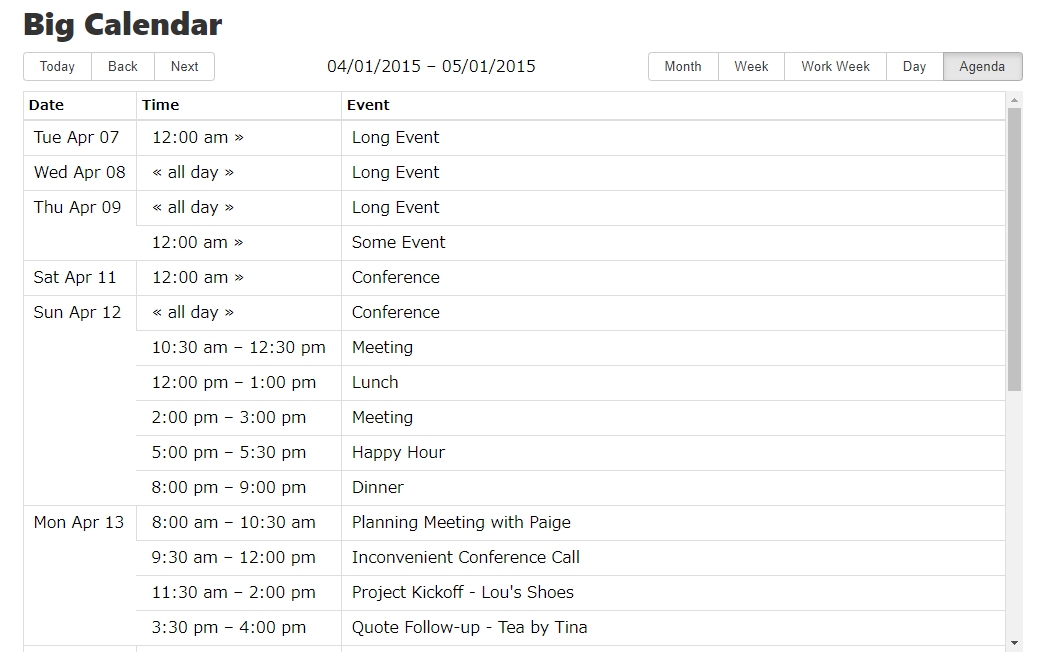 Big Calendar
Today Back Next 04/01/2015 – 05/01/2015 Month Week Work Week Day Agenda
Date Time Event
Tue Apr 07 12:00 am » Long Event
Wed Apr 08 « all day » Long Event
Thu Apr 09 « all day » Long Event
12:00 am » Some Event
Sat Apr 11 12:00 am » Conference
Sun Apr 12 « all day » Conference
10:30 am – 12:30 pm Meeting
12:00 pm – 1:00 pm Lunch
2:00 pm – 3:00 pm Meeting
5:00 pm – 5:30 pm Happy Hour
8:00 pm – 9:00 pm Dinner
Mon Apr 13 8:00 am – 10:30 am Planning Meeting with Paige
9:30 am – 12:00 pm Inconvenient Conference Call
11:30 am – 2:00 pm Project Kickoff - Lou's Shoes
3:30 pm – 4:00 pm Quote Follow-up - Tea by Tina